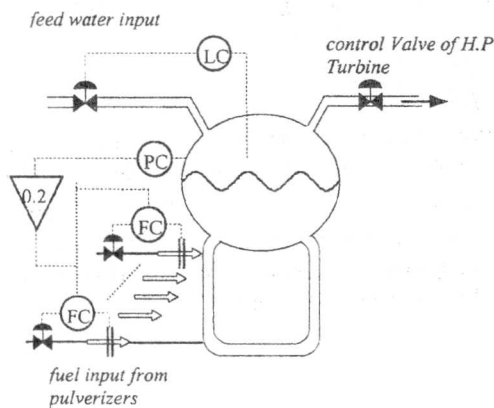 feed water input
LC
control Valve of H.P
Turbine
PC
0.2
FC
FC
fuel input from
pulverizers